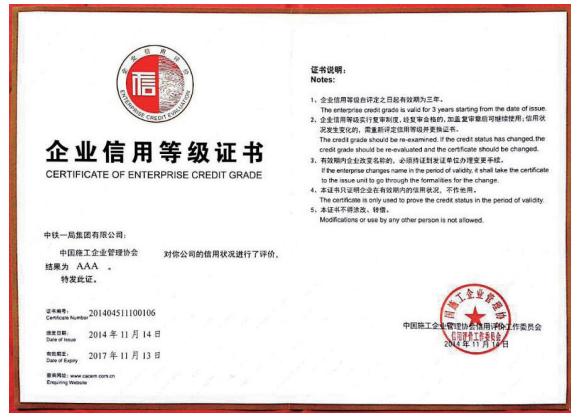 企业信用评价
信
ENTERPRISE CREDIT EVALUATION
企业信用等级证书
CERTIFICATE OF ENTERPRISE CREDIT GRADE
中铁一局集团有限公司：
中国施工企业管理协会 对你公司的信用状况进行了评价，
结果为 AAA 。
特发此证。
证书编号：
Certificate Number 201404511100106
颁发日期：
Date of Issue 2014 年 11 月 14 日
有效期至：
Date of Expiry 2017 年 11 月 13 日
查询网址：www.cacem.com.cn
Enquiring Website
证书说明：
Notes:
1、企业信用等级自评定之日起有效期为三年。
The enterprise credit grade is valid for 3 years starting from the date of issue.
2、企业信用等级实行复审制度，经复审合格的，加盖复审章后可继续使用；信用状
况发生变化的，需重新评定信用等级并更换证书。
The credit grade should be re-examined. If the credit status has changed,the
credit grade should be re-evaluated and the certificate should be changed.
3、有效期内企业改变名称的，必须持证到发证单位办理变更手续。
If the enterprise changes name in the period of validity, it shall take the certificate
to the issue unit to go through the formalities for the change.
4、本证书只证明企业在有效期内的信用状况，不作他用。
The certificate is only used to prove the credit status in the period of validity.
5、本证书不得涂改、转借。
Modifications or use by any other person is not allowed.
中国施工企业管理协会信用评价工作委员会
信用评价工作委员会
2014 年 11 月 14 日